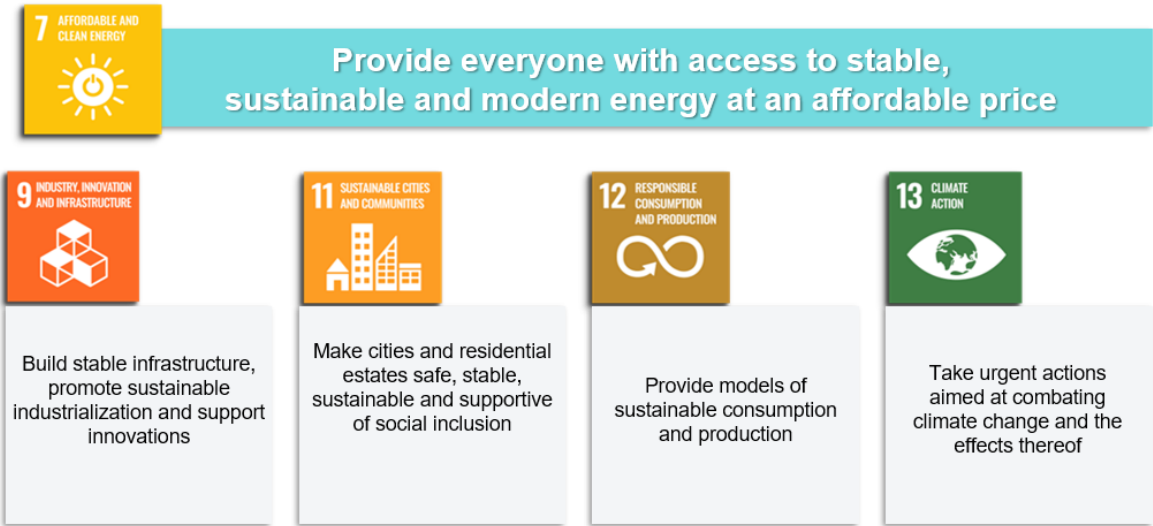 7 AFFORDABLE AND
CLEAN ENERGY
Provide everyone with access to stable,
sustainable and modern energy at an affordable price
9 INDUSTRY, INNOVATION
AND INFRASTRUCTURE
Build stable infrastructure,
promote sustainable
industrialization and support
innovations
11 SUSTAINABLE CITIES
AND COMMUNITIES
Make cities and residential
estates safe, stable,
sustainable and supportive
of social inclusion
12 RESPONSIBLE
CONSUMPTION
AND PRODUCTION
Provide models of
sustainable consumption
and production
13 CLIMATE
ACTION
Take urgent actions
aimed at combating
climate change and the
effects thereof